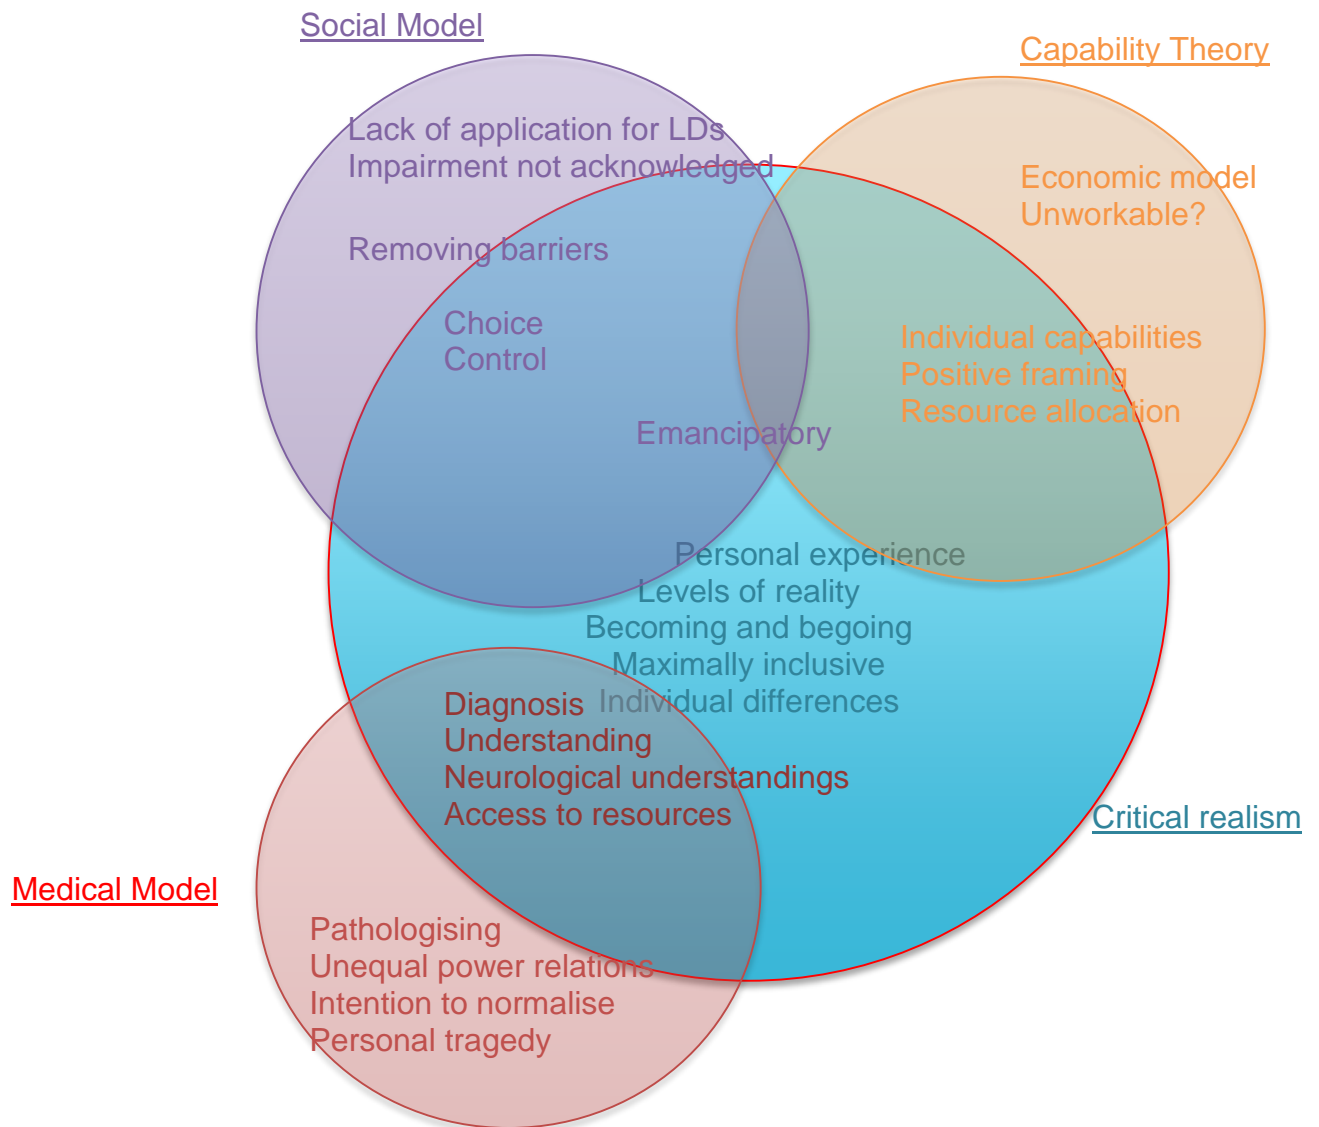 Social Model
Capability Theory
Lack of application for LDs
Impairment not acknowledged
Economic model
Unworkable?
Removing barriers
Choice
Control
Individual capabilities
Positive framing
Resource allocation
Emancipatory
Personal experience
Levels of reality
Becoming and begoing
Maximally inclusive
Individual differences
Diagnosis
Understanding
Neurological understandings
Access to resources
Critical realism
Medical Model
Pathologising
Unequal power relations
Intention to normalise
Personal tragedy